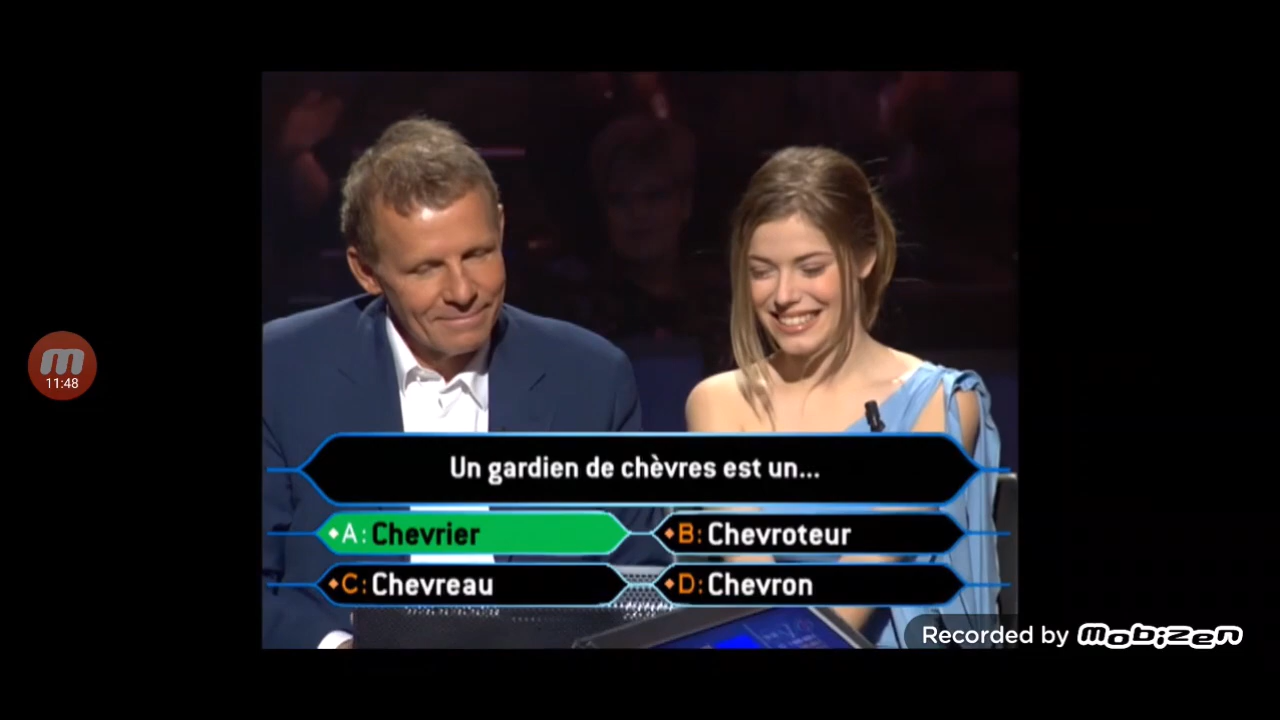 11:48
Un gardien de chèvres est un...
A: Chevrier
B: Chevroteur
C: Chevreau
D: Chevron
Recorded by mobizen